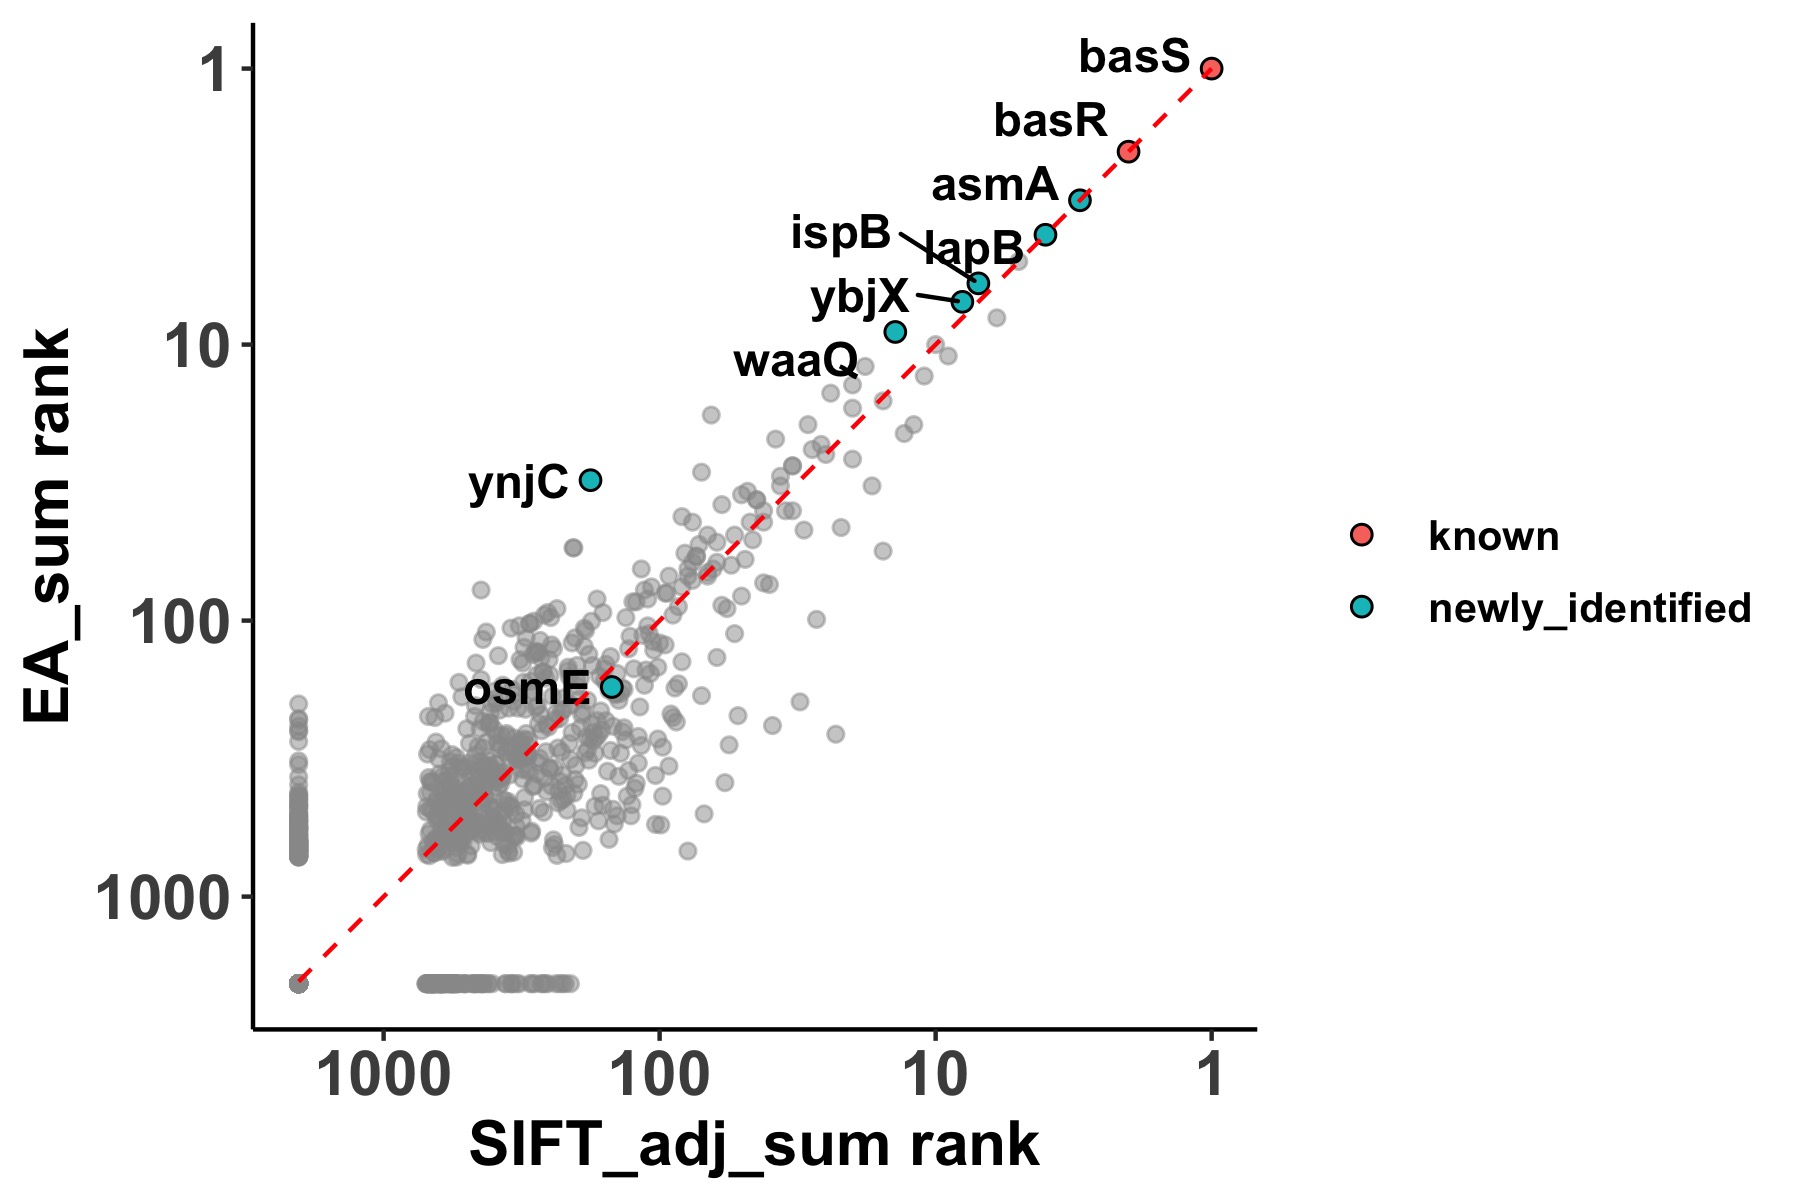 basS
basR
asmA
ispB
lapB
ybjX
waaQ
ynjC
osmE
1
10
100
1000
EA_sum rank
1000
100
10
1
SIFT_adj_sum rank
known
newly_identified